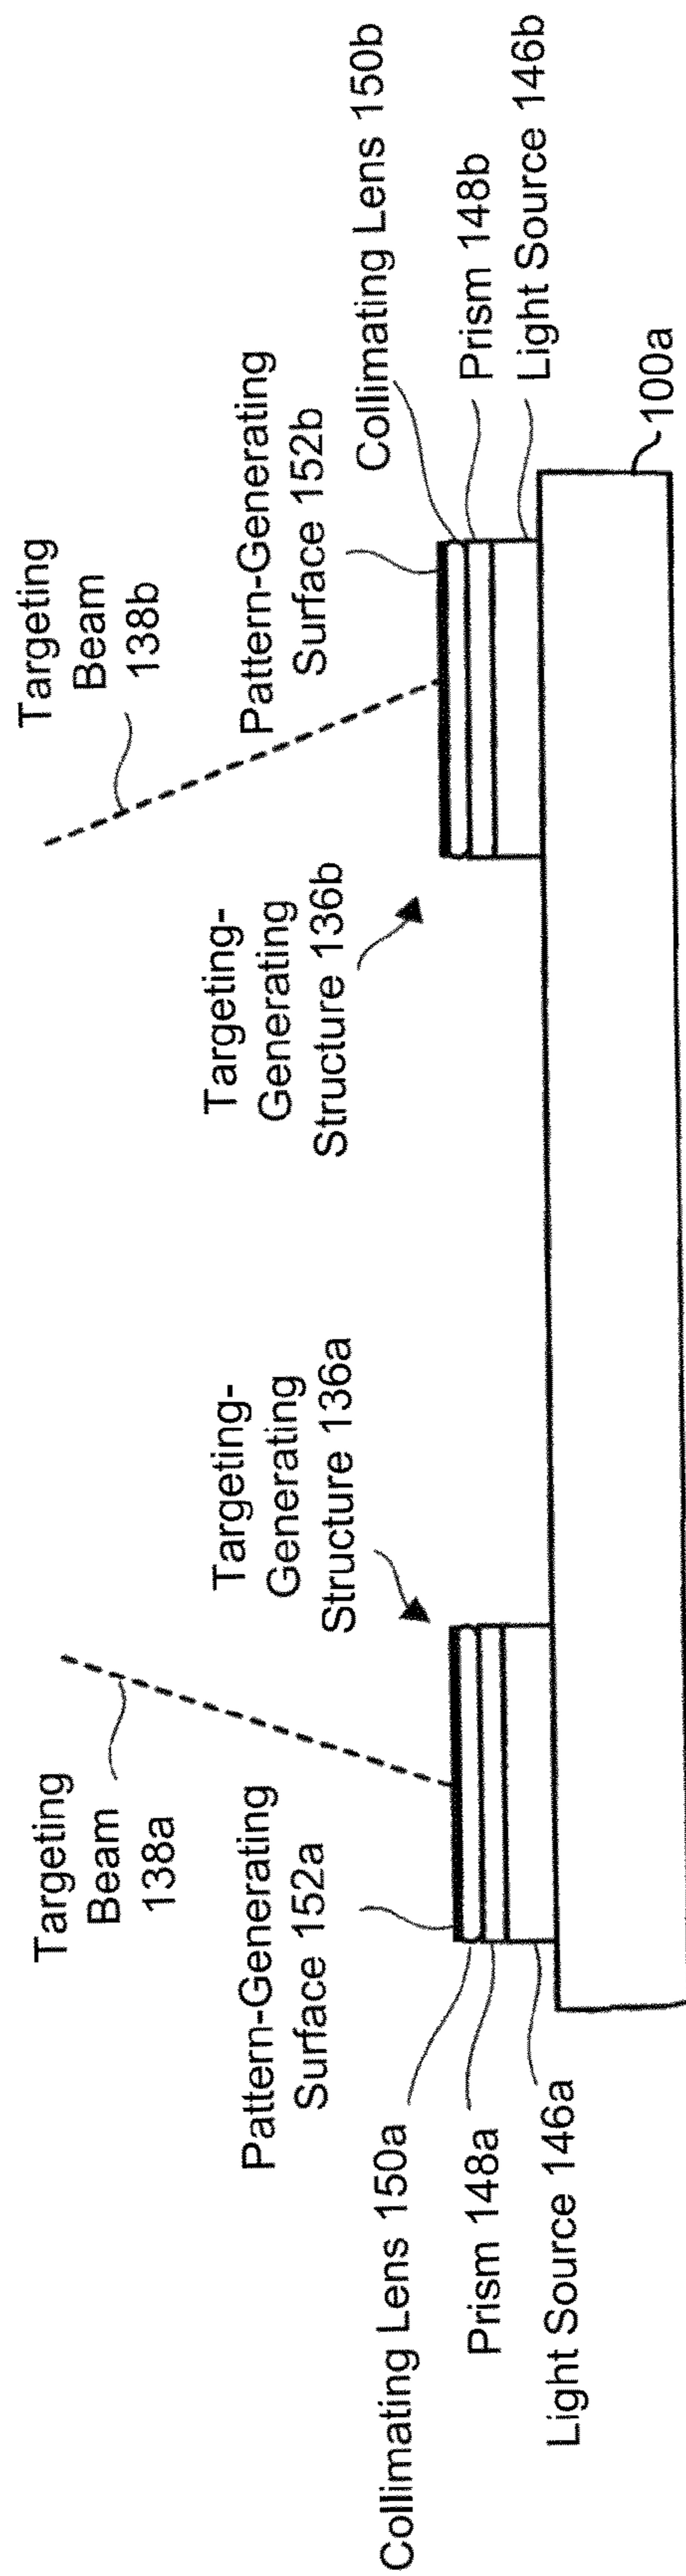 Targeting
Beam
138a
Targeting
Beam
138b
Pattern-Generating
Surface 152a
Targeting-
Generating
Structure 136a
Targeting-
Generating
Structure 136b
Pattern-Generating
Surface 152b
Collimating Lens 150a
Prism 148a
Light Source 146a
Collimating Lens 150b
Prism 148b
Light Source 146b
100a